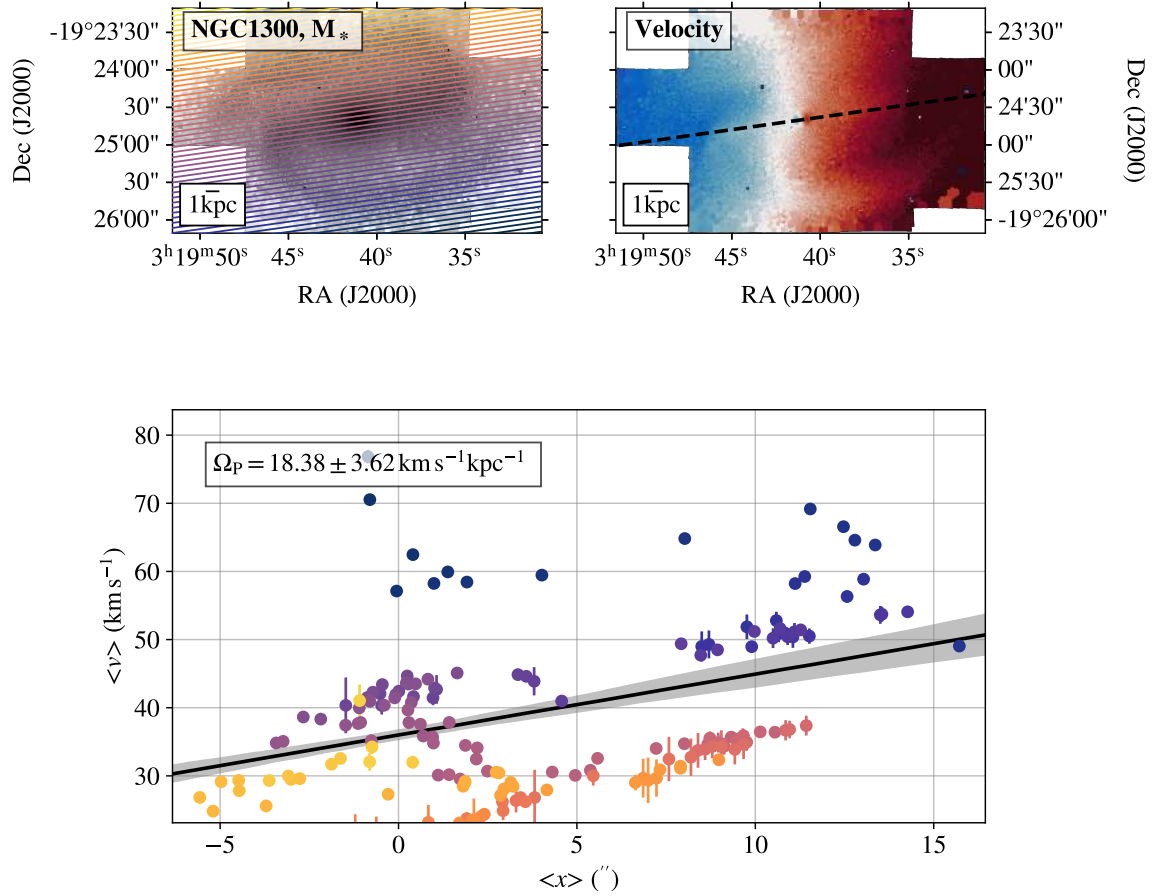 NGC1300, M*
Velocity
-19°23'30"
24'00"
30"
25'00"
30"
26'00"
Dec (J2000)
1kpc
3ʰ19ᵐ50ˢ 45ˢ 40ˢ 35ˢ
RA (J2000)
23'30"
00"
24'30"
00"
25'30"
-19°26'00"
Dec (J2000)
1kpc
3ʰ19ᵐ50ˢ 45ˢ 40ˢ 35ˢ
RA (J2000)
Ω_P = 18.38 ± 3.62 km s⁻¹ kpc⁻¹
80
70
60
50
40
30
<v> (km s⁻¹)
−5 0 5 10 15
<x> (′′)